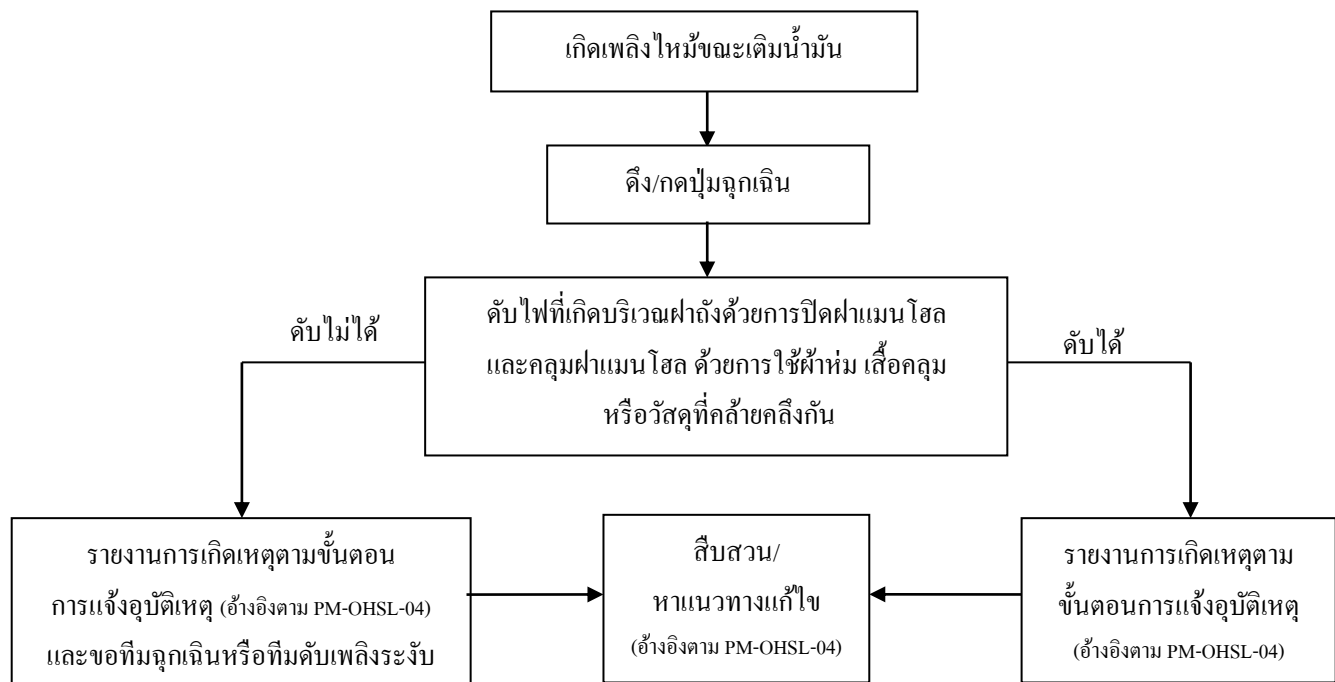 เกิดเพลิงไหม้ขณะเติมน้ำมัน
ดึง/กดปุ่มฉุกเฉิน
ดับไม่ได้
ดับไฟที่เกิดบริเวณฝาถังด้วยการปิดฝาแมนโฮล
และคลุมฝาแมนโฮล ด้วยการใช้ผ้าห่ม เสื้อคลุม
หรือวัสดุที่คล้ายคลึงกัน
ดับได้
รายงานการเกิดเหตุตามขั้นตอน
การแจ้งอุบัติเหตุ (อ้างอิงตาม PM-OHSL-04)
และขอทีมฉุกเฉินหรือทีมดับเพลิงระงับ
สืบสวน/
หาแนวทางแก้ไข
(อ้างอิงตาม PM-OHSL-04)
รายงานการเกิดเหตุตาม
ขั้นตอนการแจ้งอุบัติเหตุ
(อ้างอิงตาม PM-OHSL-04)